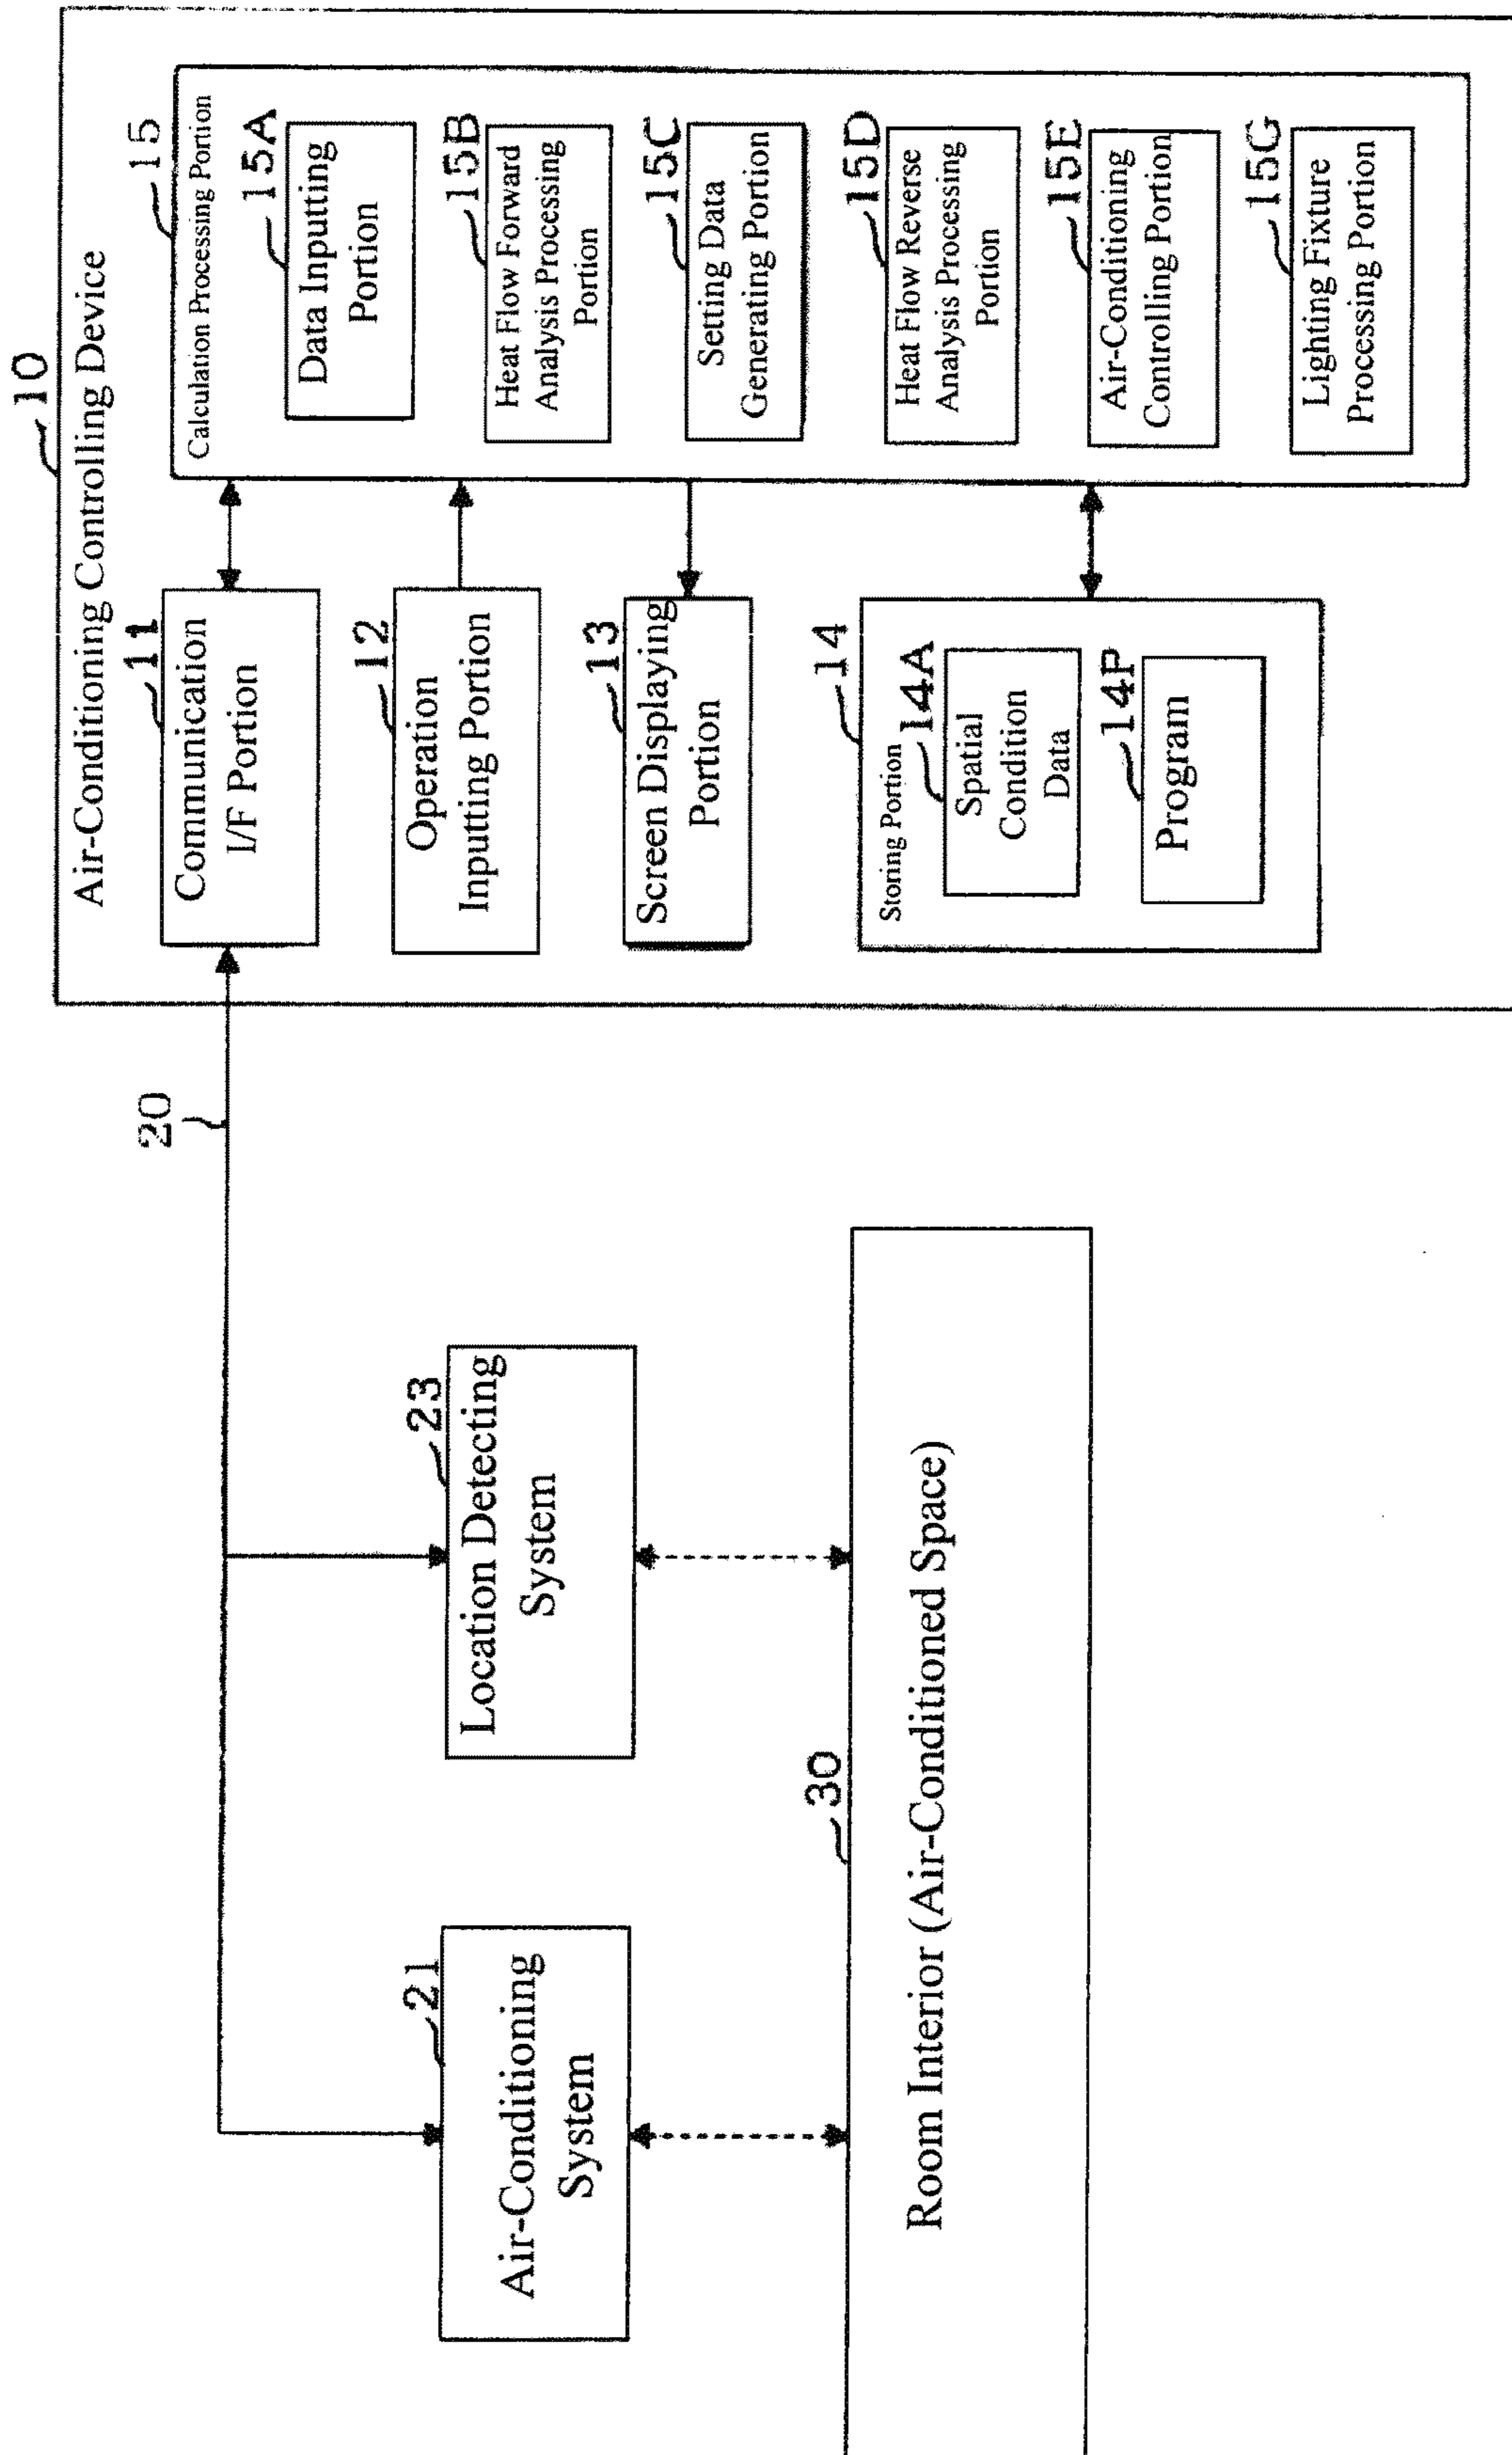 10
Air-Conditioning Controlling Device
11
Communication
I/F Portion
12
Operation
Inputting Portion
13
Screen Displaying
Portion
14
Storing Portion
14A
Spatial
Condition
Data
14P
Program
15
Calculation Processing Portion
15A
Data Inputting
Portion
15B
Heat Flow Forward
Analysis Processing
Portion
15C
Setting Data
Generating Portion
15D
Heat Flow Reverse
Analysis Processing
Portion
15E
Air-Conditioning
Controlling Portion
15G
Lighting Fixture
Processing Portion
20
21
Air-Conditioning
System
23
Location Detecting
System
30
Room Interior (Air-Conditioned Space)